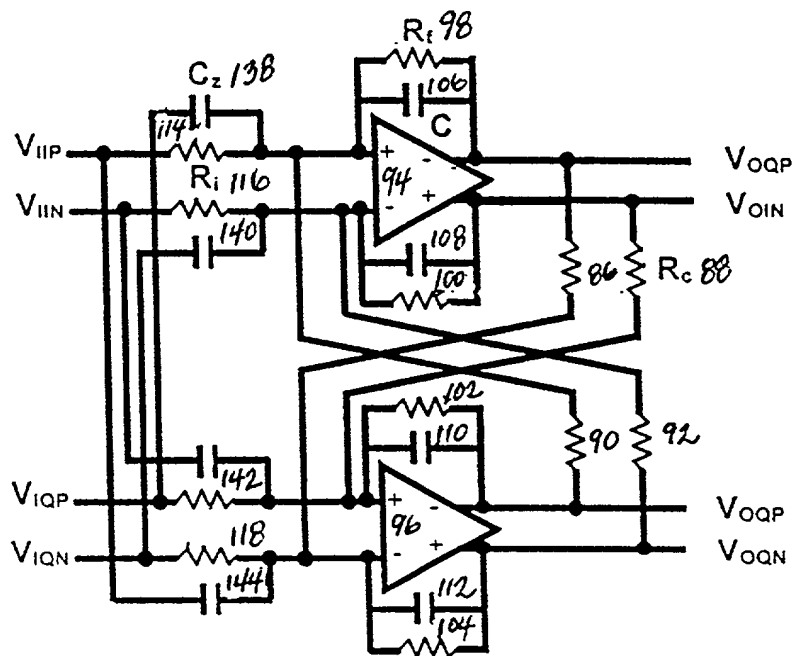 Rf 98
Cz 138
106
C
114
VIIP
+
-
VOQP
94
Ri 116
VIIN
-
+
VOIN
140
108
100
86
Rc 88
102
110
90
92
142
VIQP
+
-
VOQP
96
118
VIQN
-
+
VOQN
144
112
104